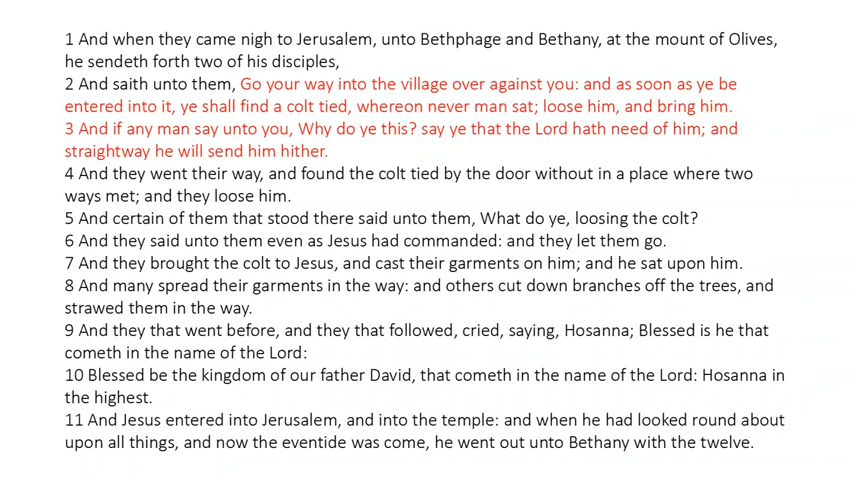 1 And when they came nigh to Jerusalem, unto Bethphage and Bethany, at the mount of Olives,
he sendeth forth two of his disciples,
2 And saith unto them, Go your way into the village over against you: and as soon as ye be
entered into it, ye shall find a colt tied, whereon never man sat; loose him, and bring him.
3 And if any man say unto you, Why do ye this? say ye that the Lord hath need of him; and
straightway he will send him hither.
4 And they went their way, and found the colt tied by the door without in a place where two
ways met; and they loose him.
5 And certain of them that stood there said unto them, What do ye, loosing the colt?
6 And they said unto them even as Jesus had commanded: and they let them go.
7 And they brought the colt to Jesus, and cast their garments on him; and he sat upon him.
8 And many spread their garments in the way: and others cut down branches off the trees, and
strawed them in the way.
9 And they that went before, and they that followed, cried, saying, Hosanna; Blessed is he that
cometh in the name of the Lord:
10 Blessed be the kingdom of our father David, that cometh in the name of the Lord: Hosanna in
the highest.
11 And Jesus entered into Jerusalem, and into the temple: and when he had looked round about
upon all things, and now the eventide was come, he went out unto Bethany with the twelve.